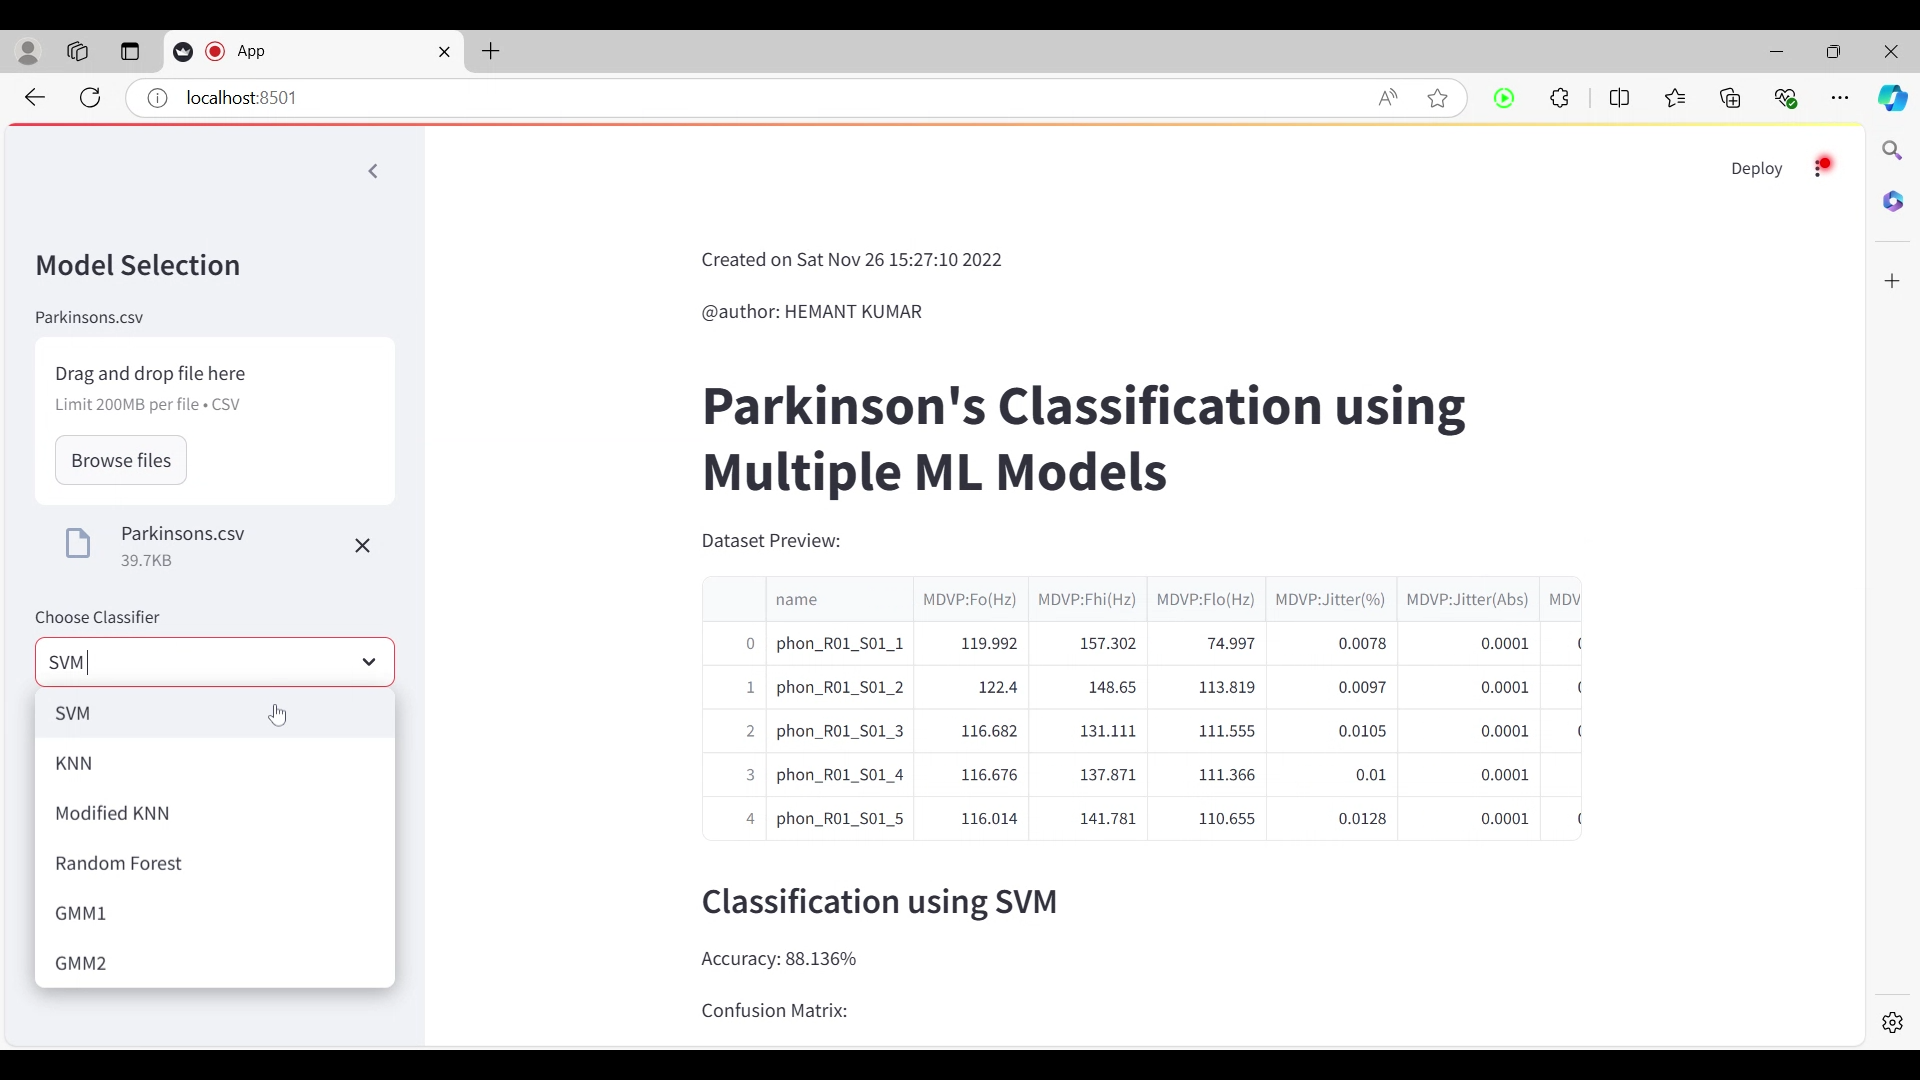 App
localhost:8501
Deploy
Model Selection
Parkinsons.csv
Drag and drop file here
Limit 200MB per file • CSV
Browse files
Parkinsons.csv
39.7KB
Choose Classifier
SVM
SVM
KNN
Modified KNN
Random Forest
GMM1
GMM2
Created on Sat Nov 26 15:27:10 2022
@author: HEMANT KUMAR
Parkinson's Classification using
Multiple ML Models
Dataset Preview:
name MDVP:Fo(Hz) MDVP:Fhi(Hz) MDVP:Flo(Hz) MDVP:Jitter(%) MDVP:Jitter(Abs) MDV
0 phon_R01_S01_1 119.992 157.302 74.997 0.0078 0.0001
1 phon_R01_S01_2 122.4 148.65 113.819 0.0097 0.0001
2 phon_R01_S01_3 116.682 131.111 111.555 0.0105 0.0001
3 phon_R01_S01_4 116.676 137.871 111.366 0.01 0.0001
4 phon_R01_S01_5 116.014 141.781 110.655 0.0128 0.0001
Classification using SVM
Accuracy: 88.136%
Confusion Matrix: